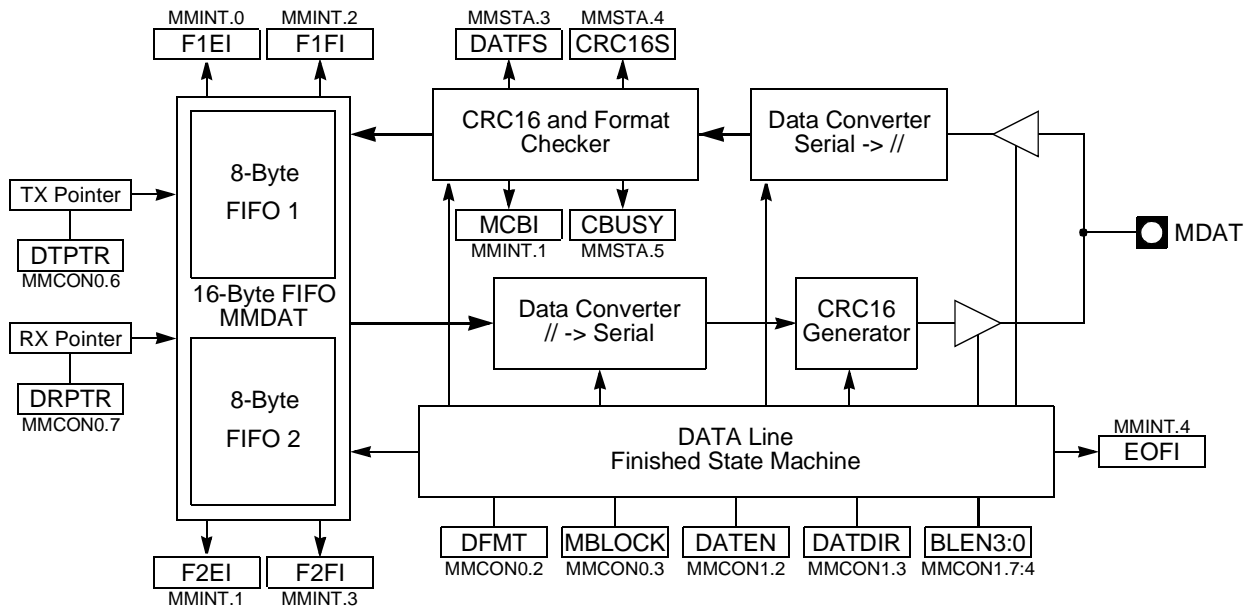 MMINT.0
F1EI
MMINT.2
F1FI
MMSTA.3
DATFS
MMSTA.4
CRC16S
8-Byte
FIFO 1
CRC16 and Format
Checker
Data Converter
Serial -> //
TX Pointer
DTPTR
MMCON0.6
MCBI
MMINT.1
CBUSY
MMSTA.5
MDAT
16-Byte FIFO
MMDAT
Data Converter
// -> Serial
CRC16
Generator
RX Pointer
DRPTR
MMCON0.7
8-Byte
FIFO 2
DATA Line
Finished State Machine
MMINT.4
EOFI
F2EI
MMINT.1
F2FI
MMINT.3
DFMT
MMCON0.2
MBLOCK
MMCON0.3
DATEN
MMCON1.2
DATDIR
MMCON1.3
BLEN3:0
MMCON1.7:4